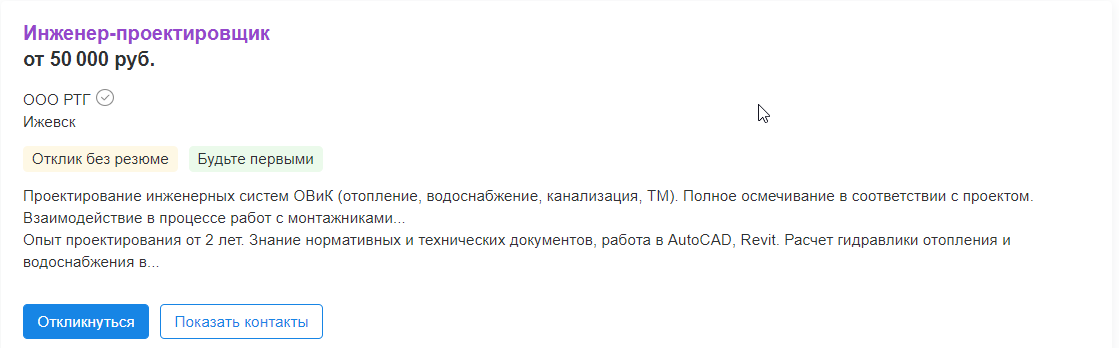 Инженер-проектировщик
от 50 000 руб.
ООО РТГ
Ижевск
Отклик без резюме Будьте первыми
Проектирование инженерных систем ОВиК (отопление, водоснабжение, канализация, ТМ). Полное осмечивание в соответствии с проектом.
Взаимодействие в процессе работ с монтажниками...
Опыт проектирования от 2 лет. Знание нормативных и технических документов, работа в AutoCAD, Revit. Расчет гидравлики отопления и
водоснабжения в...
Откликнуться Показать контакты